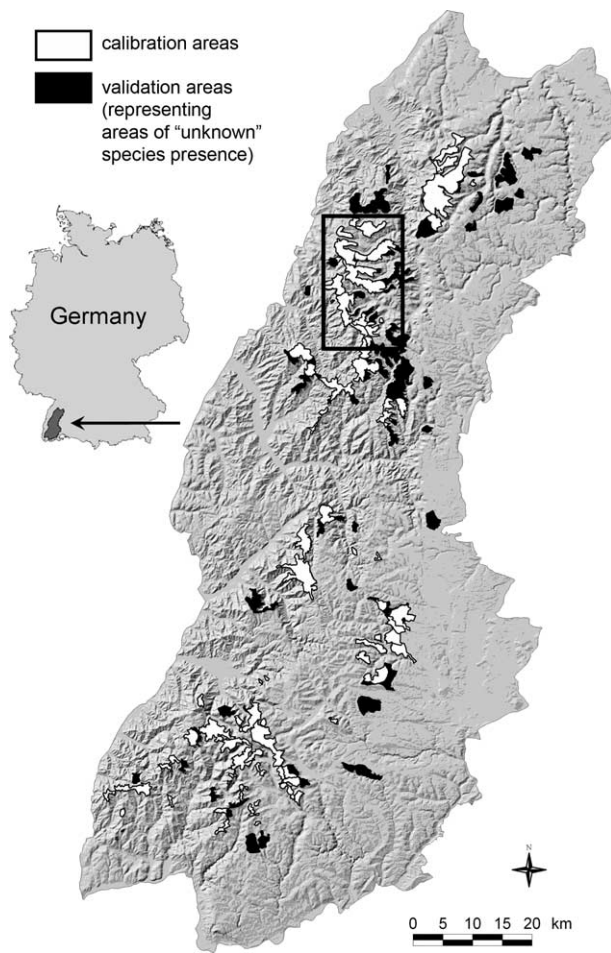 calibration areas
validation areas
(representing
areas of “unknown”
species presence)
Germany
N
0 5 10 15 20 km